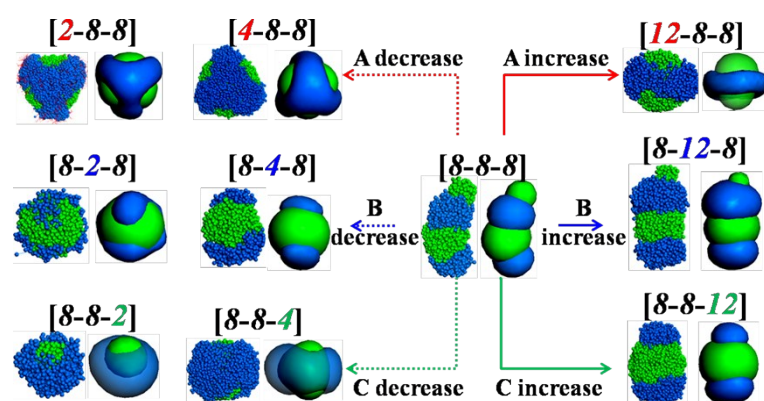 [2-8-8]
[4-8-8]
A decrease
A increase
[12-8-8]
[8-2-8]
[8-4-8]
B
decrease
[8-8-8]
B
increase
[8-12-8]
[8-8-2]
[8-8-4]
C decrease
C increase
[8-8-12]